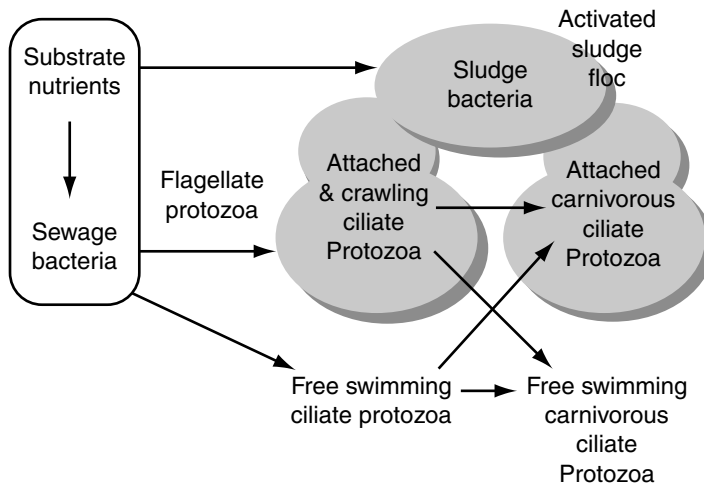 Substrate
nutrients
Sewage
bacteria
Flagellate
protozoa
Sludge
bacteria
Activated
sludge
floc
Attached
& crawling
ciliate
Protozoa
Attached
carnivorous
ciliate
Protozoa
Free swimming
ciliate protozoa
Free swimming
carnivorous
ciliate
Protozoa